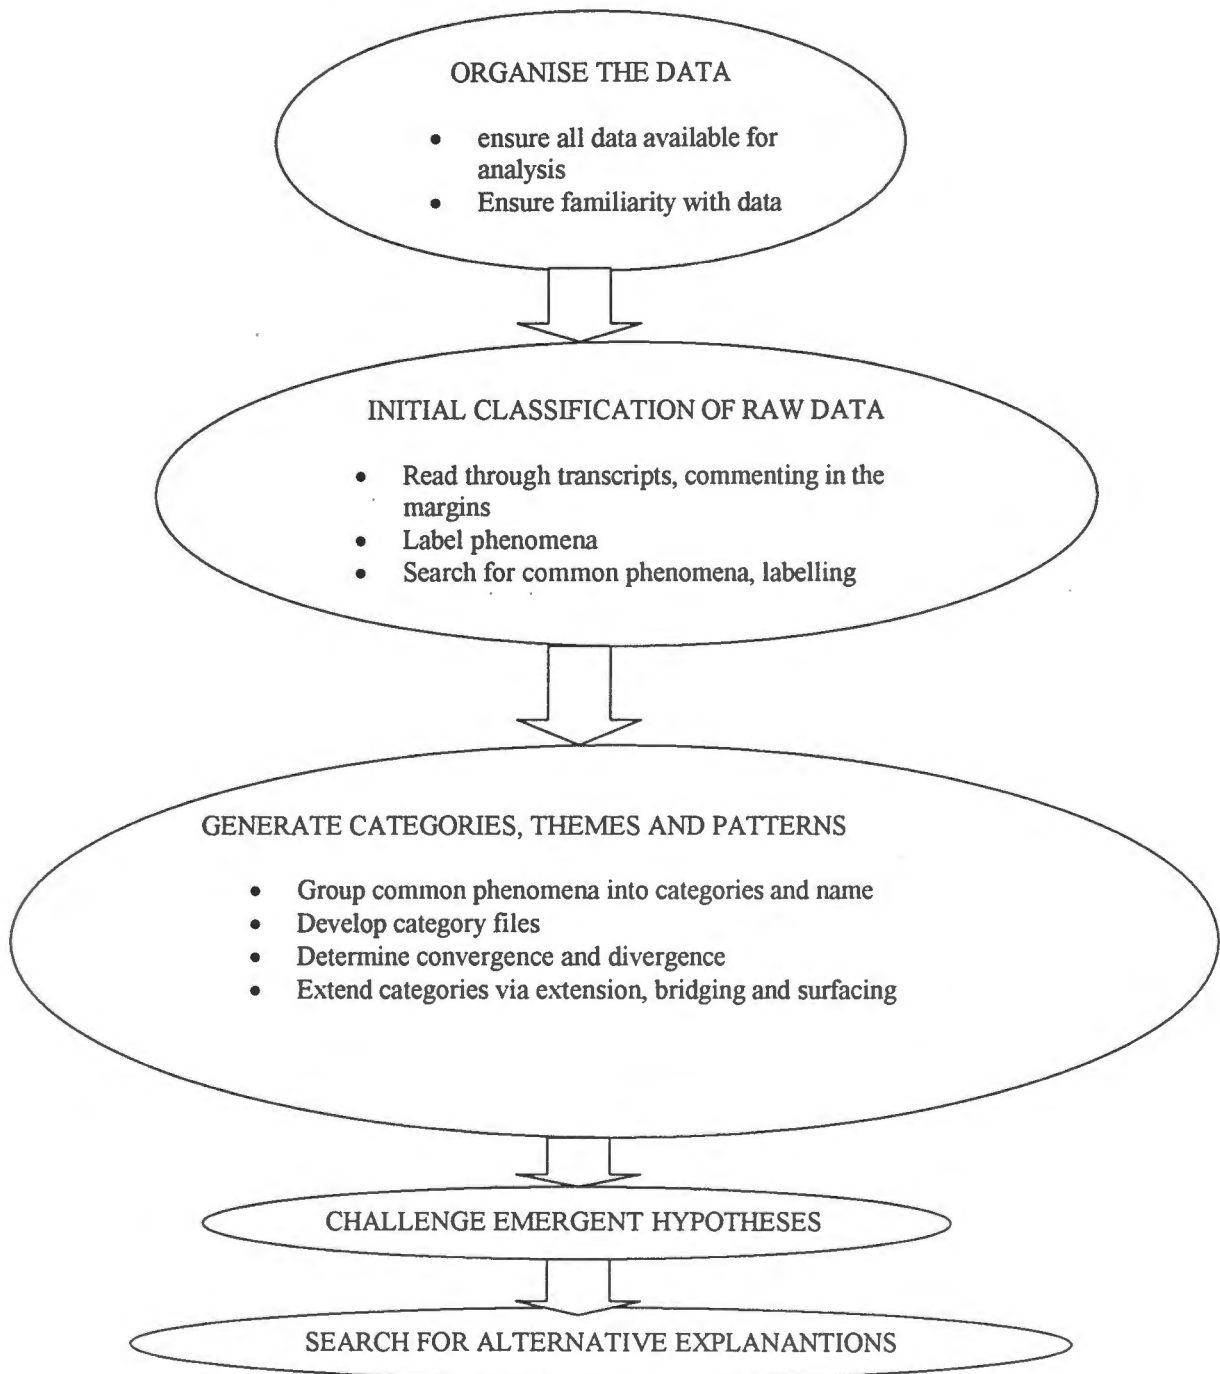 ORGANISE THE DATA
• ensure all data available for
analysis
• Ensure familiarity with data
INITIAL CLASSIFICATION OF RAW DATA
• Read through transcripts, commenting in the
margins
• Label phenomena
• Search for common phenomena, labelling
GENERATE CATEGORIES, THEMES AND PATTERNS
• Group common phenomena into categories and name
• Develop category files
• Determine convergence and divergence
• Extend categories via extension, bridging and surfacing
CHALLENGE EMERGENT HYPOTHESES
SEARCH FOR ALTERNATIVE EXPLANANTIONS